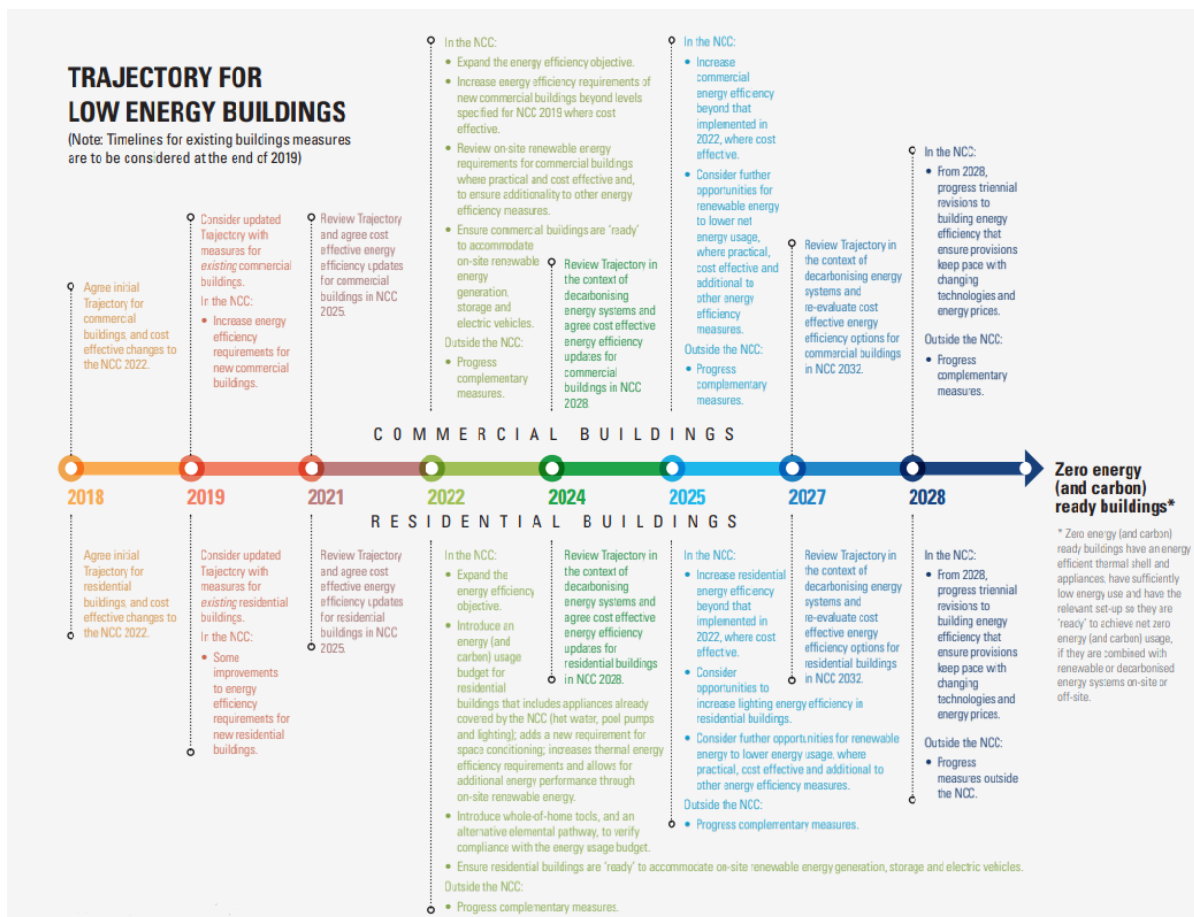 TRAJECTORY FOR
LOW ENERGY BUILDINGS
(Note: Timelines for existing buildings measures
are to be considered at the end of 2019)
Agree initial
Trajectory for
commercial
buildings, and cost
effective changes to
the NCC 2022.
Consider updated
Trajectory with
measures for
existing commercial
buildings.
In the NCC:
• Increase energy
efficiency
requirements for
new commercial
buildings.
Review Trajectory
and agree cost
effective energy
efficiency updates
for commercial
buildings in NCC
2025.
In the NCC:
• Expand the energy efficiency objective.
• Increase energy efficiency requirements of
new commercial buildings beyond levels
specified for NCC 2019 where cost
effective.
• Review on-site renewable energy
requirements for commercial buildings
where practical and cost effective and,
to ensure additionality to other energy
efficiency measures.
• Ensure commercial buildings are 'ready'
to accommodate
on-site renewable
energy
generation,
storage and
electric vehicles.
Outside the NCC:
• Progress
complementary
measures.
Review Trajectory in
the context of
decarbonising
energy systems and
agree cost effective
energy efficiency
updates for
commercial
buildings in NCC
2028.
In the NCC:
• Increase
commercial
energy efficiency
beyond that
implemented in
2022, where cost
effective.
• Consider further
opportunities for
renewable energy
to lower net
energy usage,
where practical,
cost effective and
additional to
other energy
efficiency
measures.
Outside the NCC:
• Progress
complementary
measures.
Review Trajectory in
the context of
decarbonising energy
systems and
re-evaluate cost
effective energy
efficiency options for
commercial buildings
in NCC 2032.
In the NCC:
• From 2028,
progress triennial
revisions to
building energy
efficiency that
ensure provisions
keep pace with
changing
technologies and
energy prices.
Outside the NCC:
• Progress
complementary
measures.
COMMERCIAL BUILDINGS
2018
2019
2021
2022
2024
2025
2027
2028
Zero energy
(and carbon)
ready buildings*
RESIDENTIAL BUILDINGS
Agree initial
Trajectory for
residential
buildings, and cost
effective changes to
the NCC 2022.
Consider updated
Trajectory with
measures for
existing residential
buildings.
In the NCC:
• Some
improvements
to energy
efficiency
requirements for
new residential
buildings.
Review Trajectory
and agree cost
effective energy
efficiency updates
for residential
buildings in NCC
2025.
In the NCC:
• Expand the
energy efficiency
objective.
• Introduce an
energy (and
carbon) usage
budget for
residential
buildings that includes appliances already
covered by the NCC (hot water, pool pumps
and lighting); adds a new requirement for
space conditioning; increases thermal energy
efficiency requirements and allows for
additional energy performance through
on-site renewable energy.
• Introduce whole-of-home tools, and an
alternative elemental pathway, to verify
compliance with the energy usage budget.
• Ensure residential buildings are 'ready' to accommodate on-site renewable energy generation, storage and electric vehicles.
Outside the NCC:
• Progress complementary measures.
Review Trajectory in
the context of
decarbonising
energy systems and
agree cost effective
energy efficiency
updates for
residential buildings
in NCC 2028.
In the NCC:
• Increase residential
energy efficiency
beyond that
implemented in
2022, where cost
effective.
• Consider
opportunities to
increase lighting energy efficiency in
residential buildings.
• Consider further opportunities for renewable
energy to lower energy usage, where
practical, cost effective and additional to
other energy efficiency measures.
Outside the NCC:
• Progress complementary measures.
Review Trajectory in
the context of
decarbonising energy
systems and
re-evaluate cost
effective energy
efficiency options for
residential buildings
in NCC 2032.
In the NCC:
• From 2028,
progress triennial
revisions to
building energy
efficiency that
ensure provisions
keep pace with
changing
technologies and
energy prices.
Outside the NCC:
• Progress
measures outside
the NCC.
* Zero energy (and carbon)
ready buildings have an energy
efficient thermal shell and
appliances, have sufficiently
low energy use and have the
relevant set-up so they are
'ready' to achieve net zero
energy (and carbon) usage,
if they are combined with
renewable or decarbonised
energy systems on-site or
off-site.